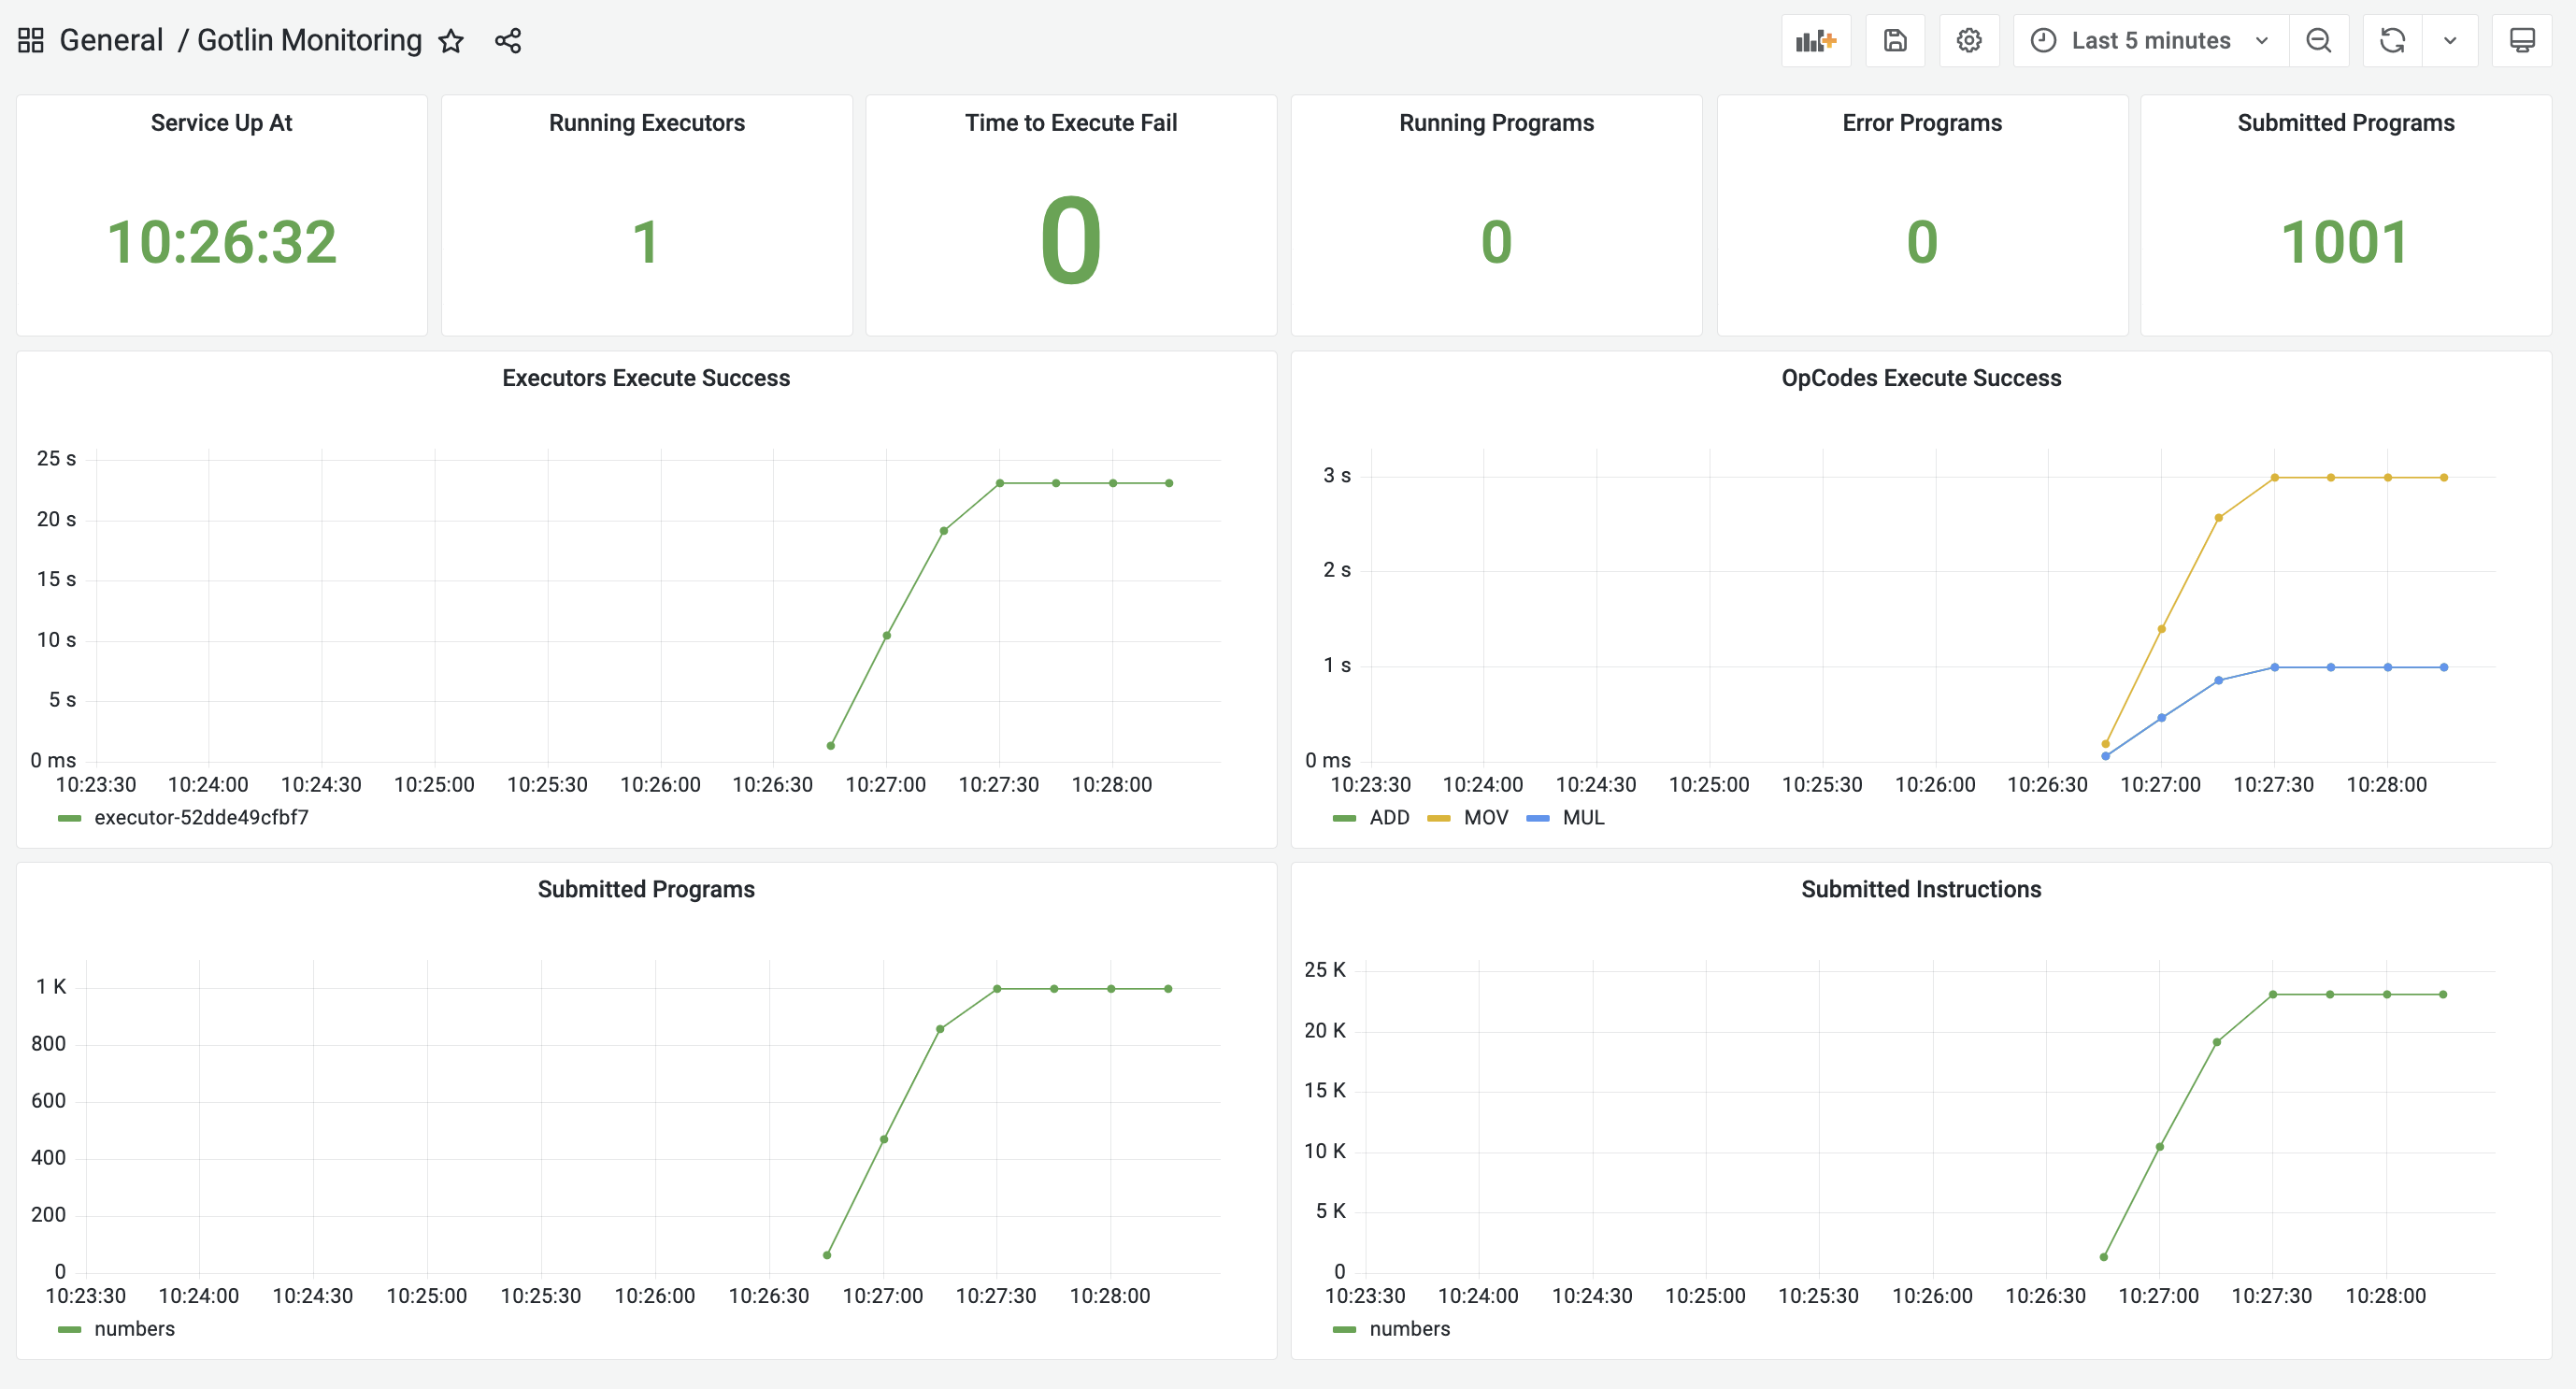 General / Gotlin Monitoring
Last 5 minutes
Service Up At
10:26:32
Running Executors
1
Time to Execute Fail
0
Running Programs
0
Error Programs
0
Submitted Programs
1001
Executors Execute Success
25 s
20 s
15 s
10 s
5 s
0 ms
10:23:30 10:24:00 10:24:30 10:25:00 10:25:30 10:26:00 10:26:30 10:27:00 10:27:30 10:28:00
executor-52dde49cfbf7
OpCodes Execute Success
3 s
2 s
1 s
0 ms
10:23:30 10:24:00 10:24:30 10:25:00 10:25:30 10:26:00 10:26:30 10:27:00 10:27:30 10:28:00
ADD MOV MUL
Submitted Programs
1 K
800
600
400
200
0
10:23:30 10:24:00 10:24:30 10:25:00 10:25:30 10:26:00 10:26:30 10:27:00 10:27:30 10:28:00
numbers
Submitted Instructions
25 K
20 K
15 K
10 K
5 K
0
10:23:30 10:24:00 10:24:30 10:25:00 10:25:30 10:26:00 10:26:30 10:27:00 10:27:30 10:28:00
numbers